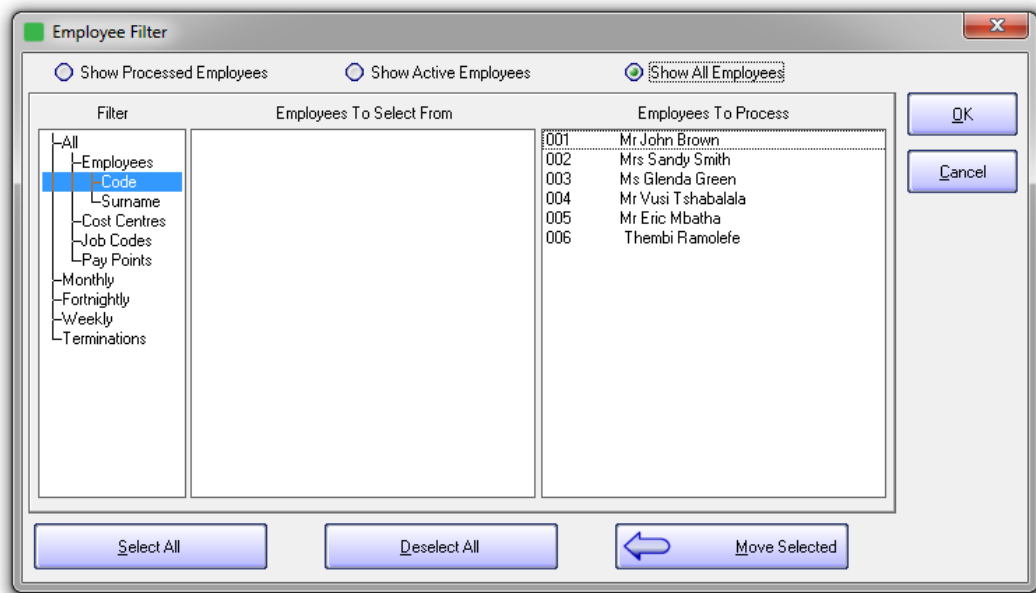 Employee Filter
Show Processed Employees Show Active Employees Show All Employees
Filter Employees To Select From Employees To Process
All
Employees
Code
Surname
Cost Centres
Job Codes
Pay Points
Monthly
Fortnightly
Weekly
Terminations
001 Mr John Brown
002 Mrs Sandy Smith
003 Ms Glenda Green
004 Mr Vusi Tshabalala
005 Mr Eric Mbatha
006 Thembi Ramolefe
OK
Cancel
Select All Deselect All Move Selected